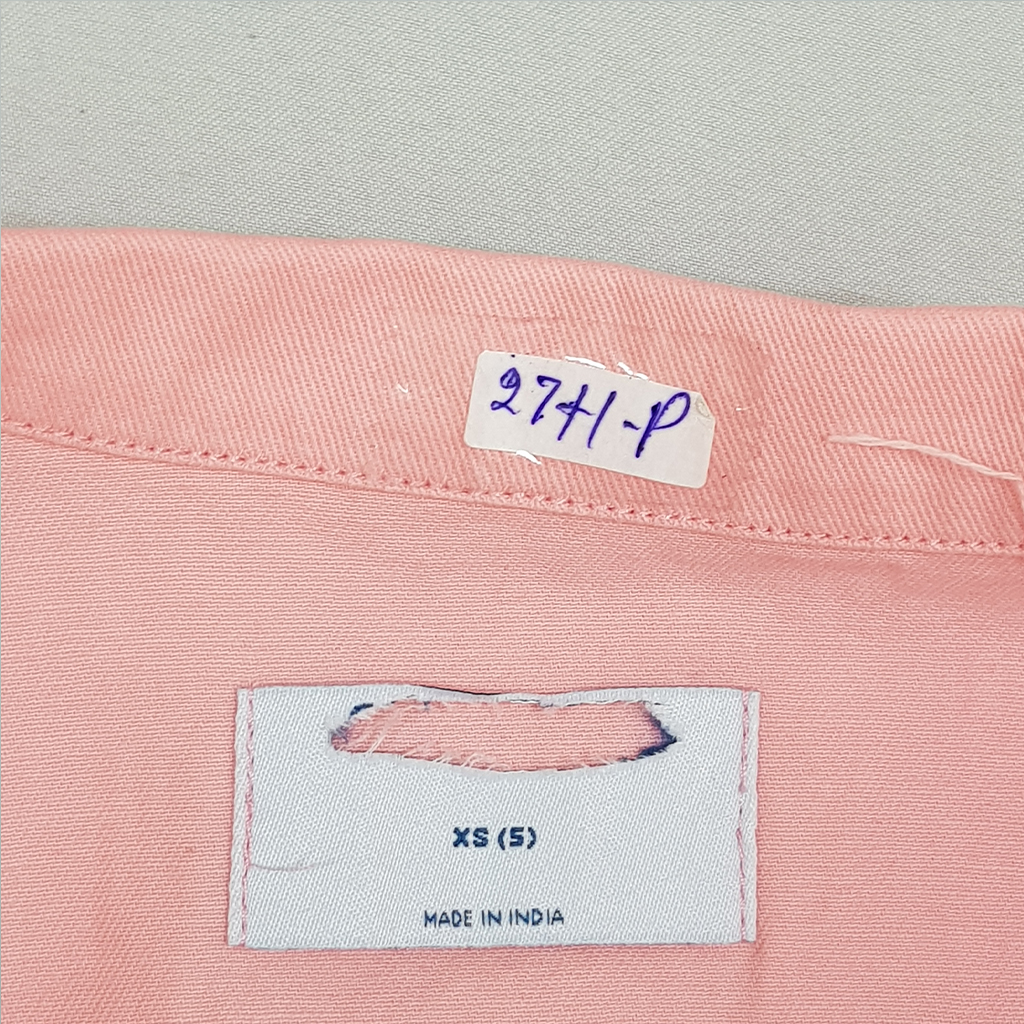 2741-P
XS (5)
MADE IN INDIA